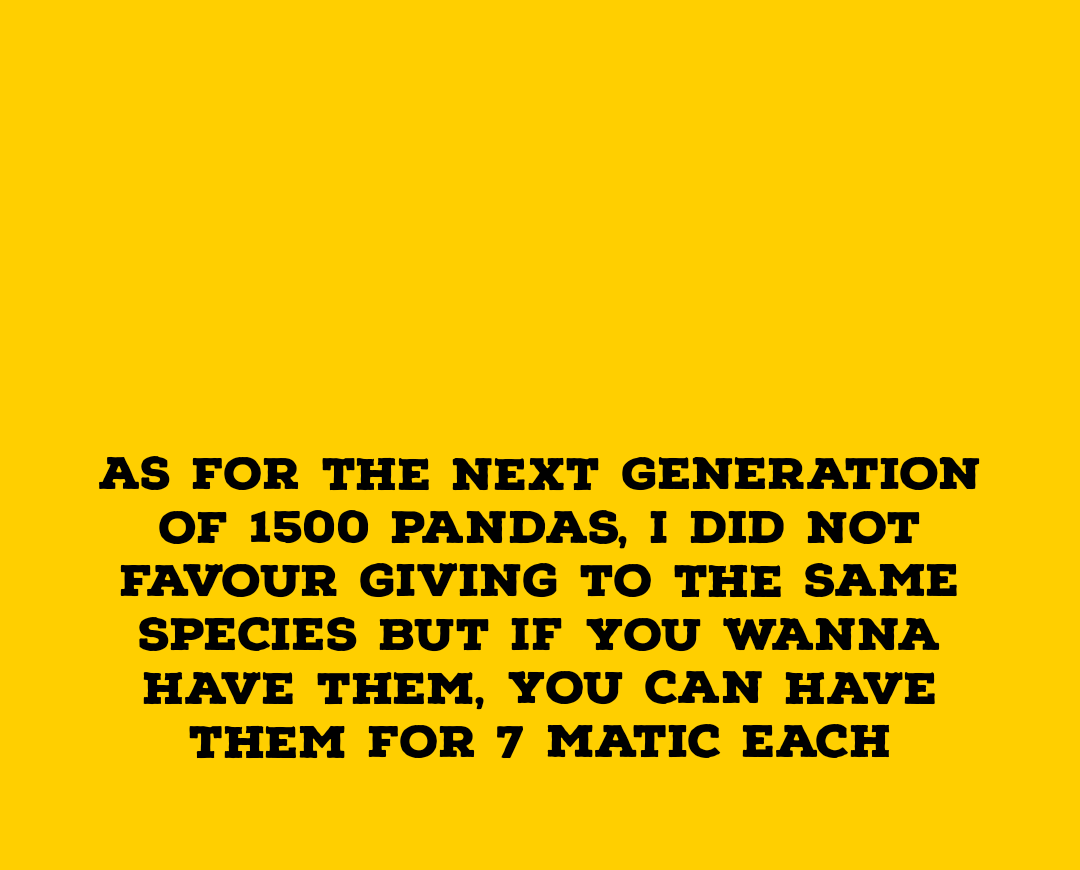 AS FOR THE NEXT GENERATION
OF 1500 PANDAS, I DID NOT
FAVOUR GIVING TO THE SAME
SPECIES BUT IF YOU WANNA
HAVE THEM, YOU CAN HAVE
THEM FOR 7 MATIC EACH